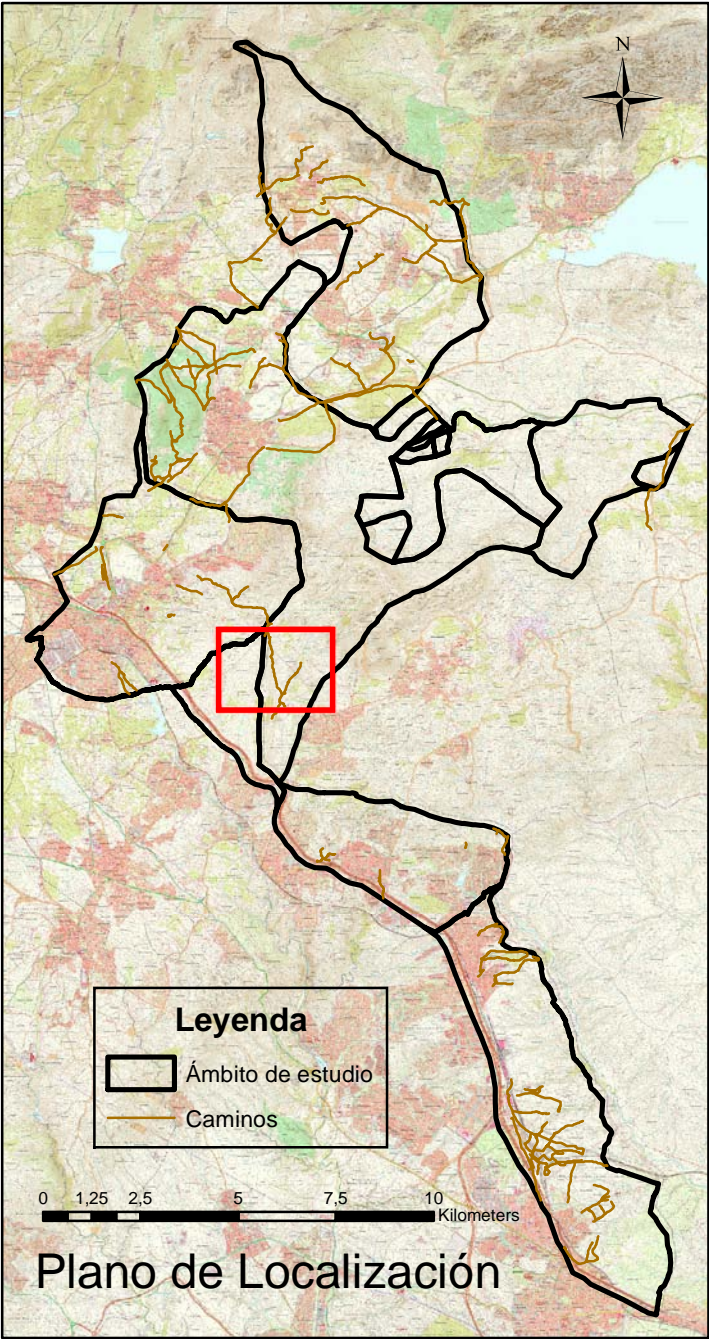 N
Leyenda
Ámbito de estudio
Caminos
0 1,25 2,5 5 7,5 10
Kilometers
Plano de Localización